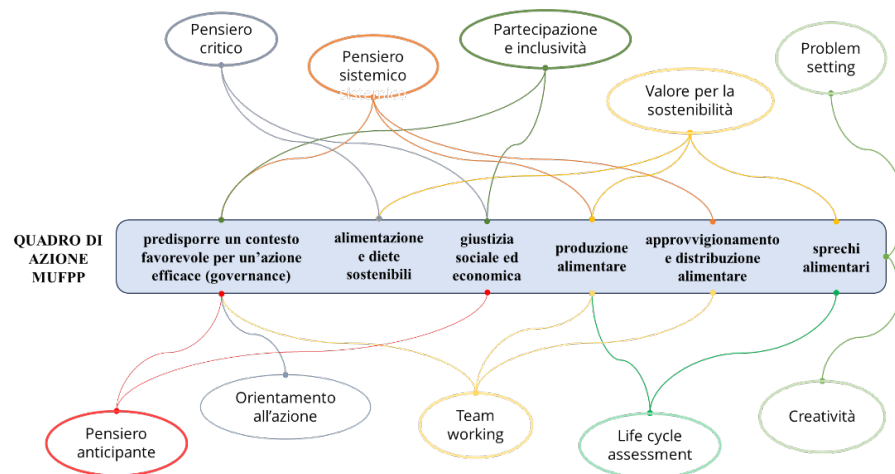 Pensiero
critico
Pensiero
sistemico
sistemico
Partecipazione
e inclusività
Problem
setting
Valore per la
sostenibilità
QUADRO DI
AZIONE
MUFPP
predisporre un contesto
favorevole per un’azione
efficace (governance)
alimentazione
e diete
sostenibili
giustizia
sociale ed
economica
produzione
alimentare
approvvigionamento
e distribuzione
alimentare
sprechi
alimentari
Pensiero
anticipante
Orientamento
all’azione
Team
working
Life cycle
assessment
Creatività